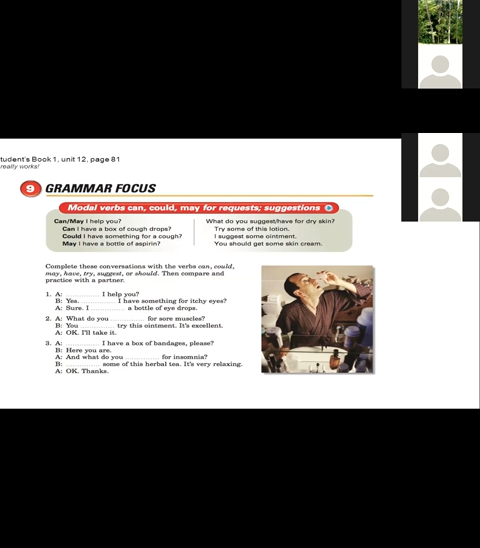 tudent's Book 1, unit 12, page 81
really works!
9 GRAMMAR FOCUS
Modal verbs can, could, may for requests; suggestions
Can/May I help you?
Can I have a box of cough drops?
Could I have something for a cough?
May I have a bottle of aspirin?
What do you suggest/have for dry skin?
Try some of this lotion.
I suggest some ointment.
You should get some skin cream.
Complete these conversations with the verbs can, could,
may, have, try, suggest, or should. Then compare and
practice with a partner.
1. A: ............ I help you?
B: Yes. ............ I have something for itchy eyes?
A: Sure. I ............ a bottle of eye drops.
2. A: What do you ............ for sore muscles?
B: You ............ try this ointment. It's excellent.
A: OK. I'll take it.
3. A: ............ I have a box of bandages, please?
B: Here you are.
A: And what do you ............ for insomnia?
B: ............ some of this herbal tea. It's very relaxing.
A: OK. Thanks.